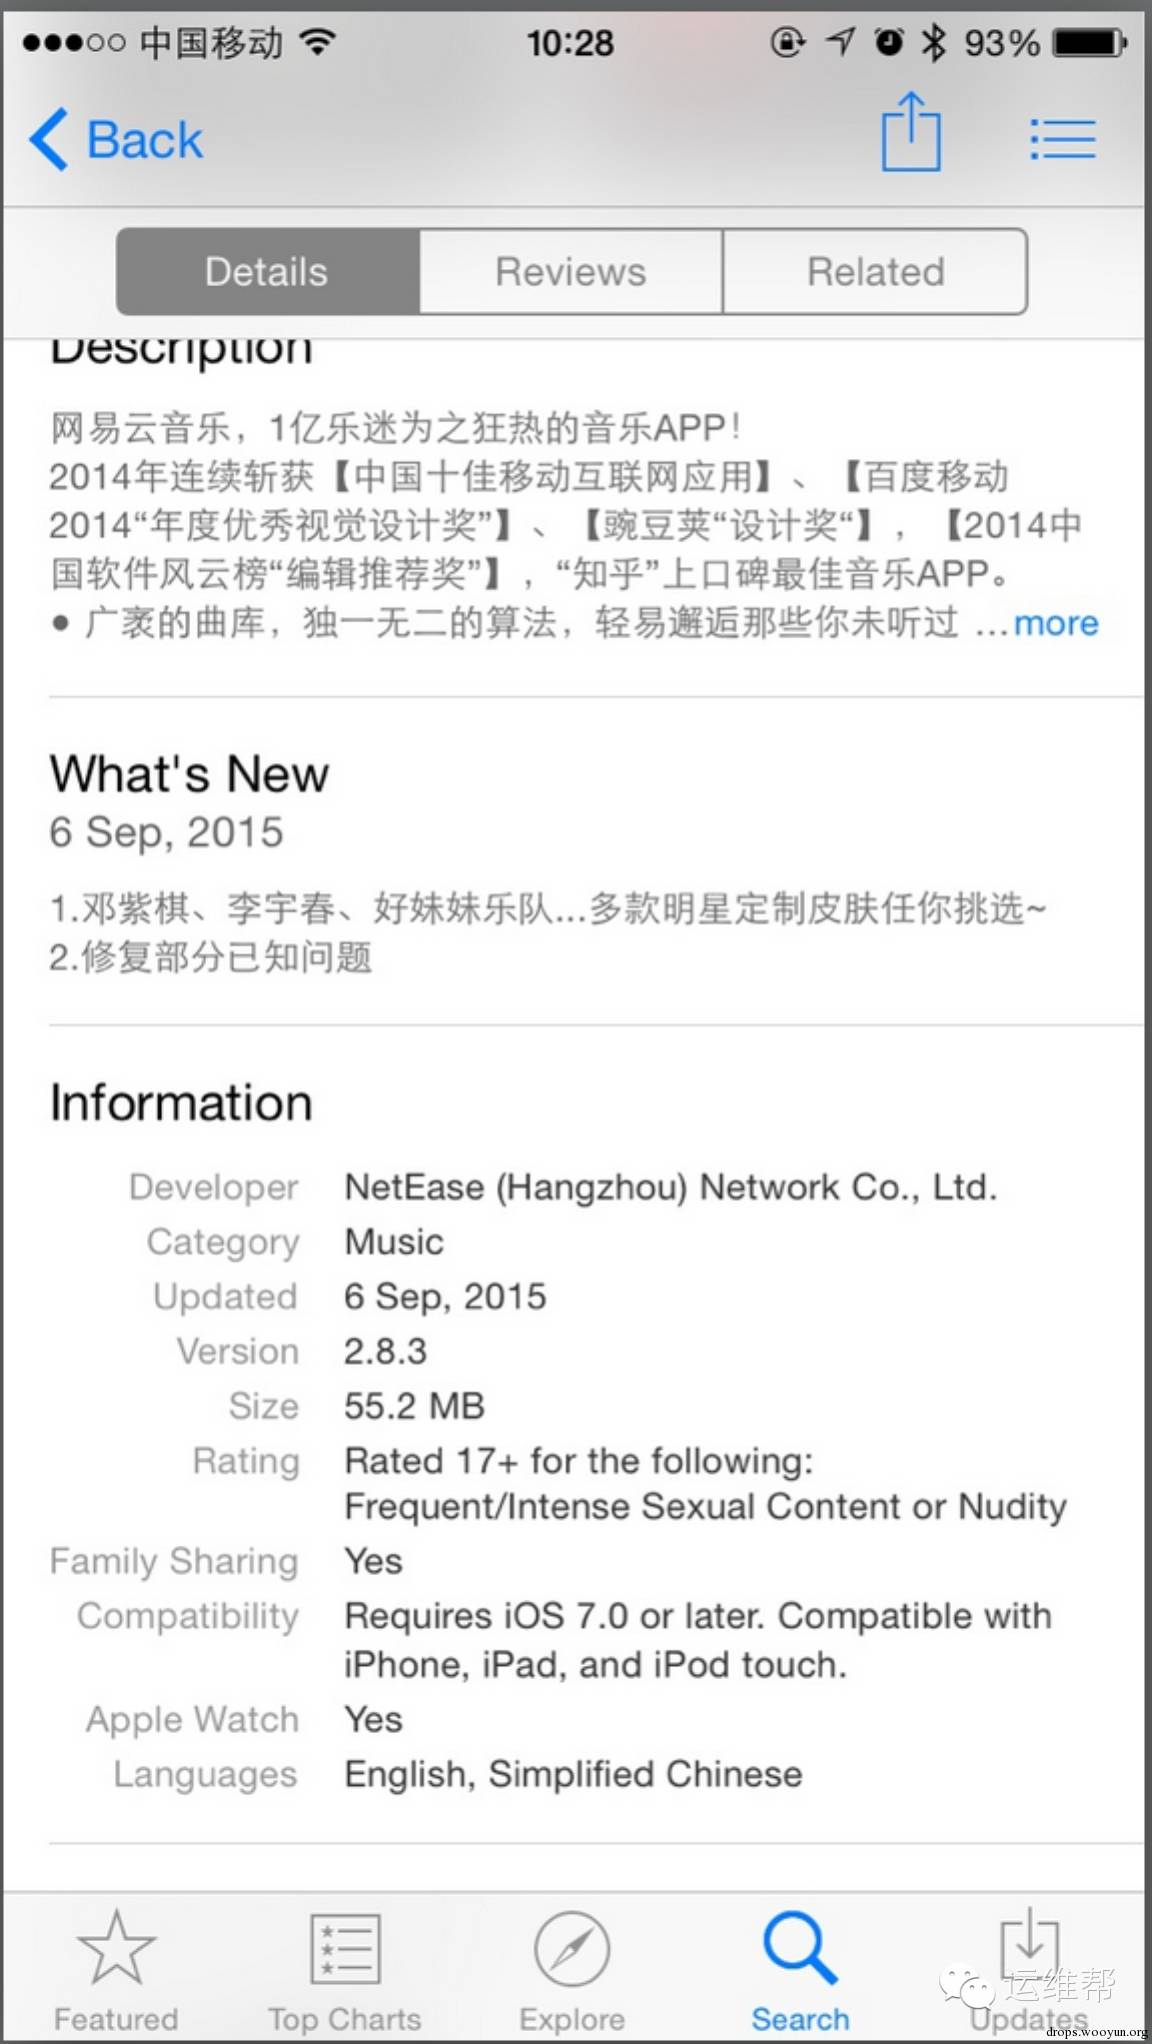 中国移动 10:28 93%
Back
Details Reviews Related
Description
网易云音乐，1亿乐迷为之狂热的音乐APP！
2014年连续斩获【中国十佳移动互联网应用】、【百度移动
2014“年度优秀视觉设计奖”】、【豌豆荚“设计奖“】，【2014中
国软件风云榜“编辑推荐奖”】，“知乎”上口碑最佳音乐APP。
● 广袤的曲库，独一无二的算法，轻易邂逅那些你未听过 ...more
What's New
6 Sep, 2015
1.邓紫棋、李宇春、好妹妹乐队...多款明星定制皮肤任你挑选~
2.修复部分已知问题
Information
Developer NetEase (Hangzhou) Network Co., Ltd.
Category Music
Updated 6 Sep, 2015
Version 2.8.3
Size 55.2 MB
Rating Rated 17+ for the following:
Frequent/Intense Sexual Content or Nudity
Family Sharing Yes
Compatibility Requires iOS 7.0 or later. Compatible with
iPhone, iPad, and iPod touch.
Apple Watch Yes
Languages English, Simplified Chinese
运维帮
Featured Top Charts Explore Search Updates
drops.wooyun.org